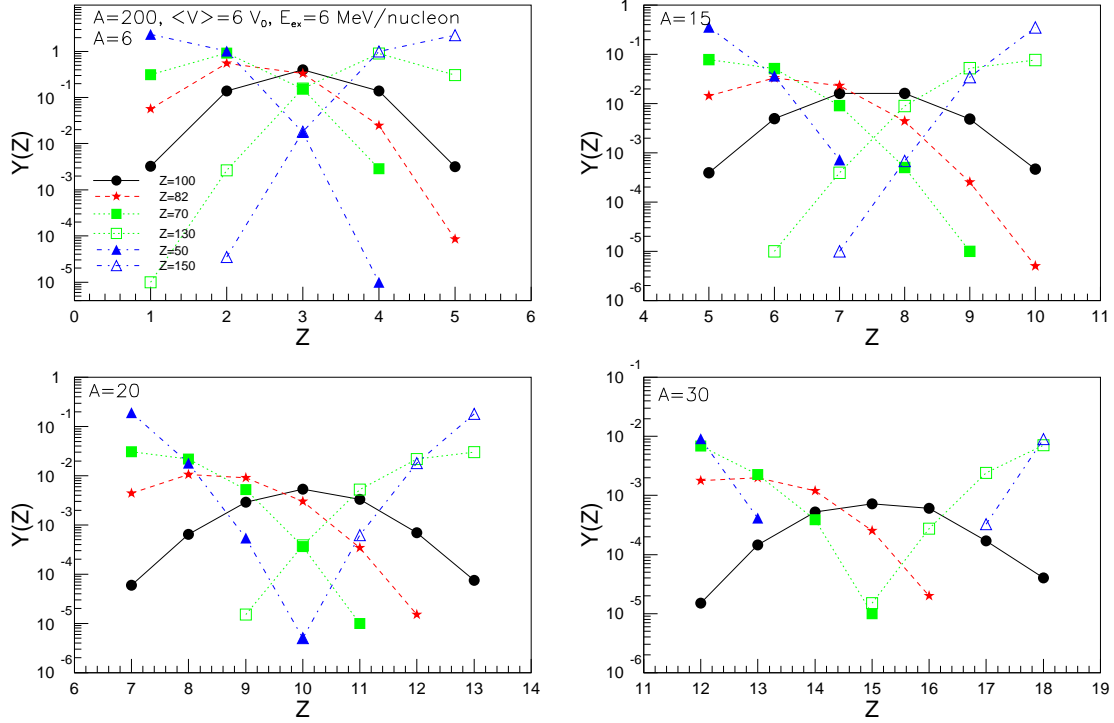 A=200, <V>=6 V₀, E_ex=6 MeV/nucleon
A=6
Y(Z)
1
10⁻¹
10⁻²
10⁻³
10⁻⁴
10⁻⁵
Z=100
Z=82
Z=70
Z=130
Z=50
Z=150
0 1 2 3 4 5 6
Z
A=15
Y(Z)
1
10⁻¹
10⁻²
10⁻³
10⁻⁴
10⁻⁵
10⁻⁶
4 5 6 7 8 9 10 11
Z
A=20
Y(Z)
1
10⁻¹
10⁻²
10⁻³
10⁻⁴
10⁻⁵
10⁻⁶
6 7 8 9 10 11 12 13 14
Z
A=30
Y(Z)
10⁻¹
10⁻²
10⁻³
10⁻⁴
10⁻⁵
10⁻⁶
11 12 13 14 15 16 17 18 19
Z